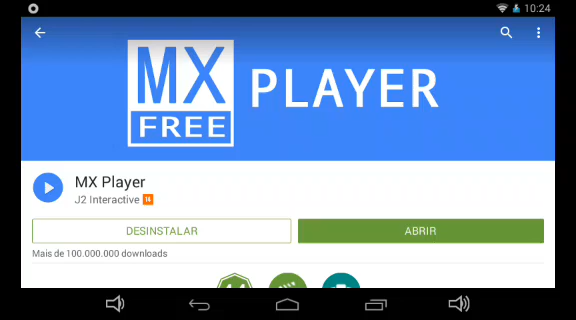 10:24
MX
FREE
PLAYER
MX Player
J2 Interactive
DESINSTALAR
ABRIR
Mais de 100.000.000 downloads